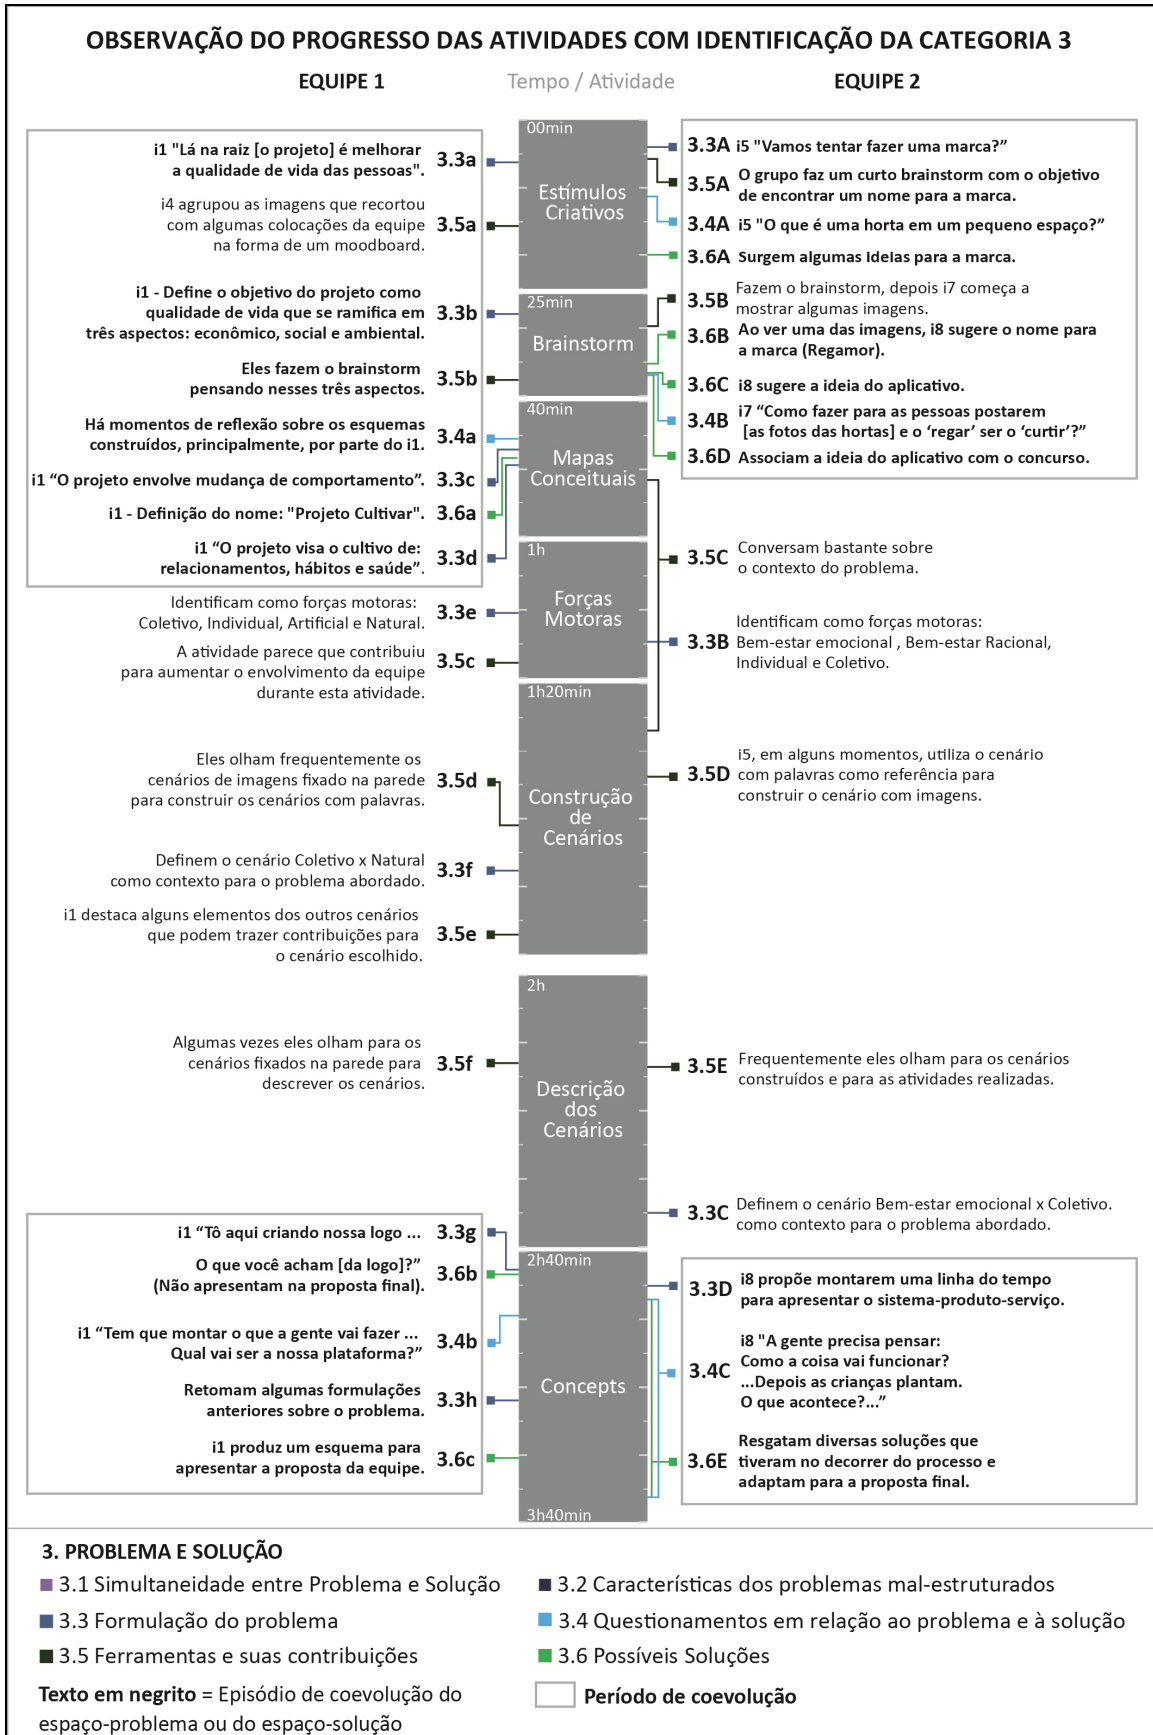 OBSERVAÇÃO DO PROGRESSO DAS ATIVIDADES COM IDENTIFICAÇÃO DA CATEGORIA 3
EQUIPE 1
Tempo / Atividade
EQUIPE 2
i1 "Lá na raiz [o projeto] é melhorar
a qualidade de vida das pessoas".
3.3a
i4 agrupou as imagens que recortou
com algumas colocações da equipe
na forma de um moodboard.
3.5a
i1 - Define o objetivo do projeto como
qualidade de vida que se ramifica em
três aspectos: econômico, social e ambiental.
3.3b
Eles fazem o brainstorm
pensando nesses três aspectos.
3.5b
Há momentos de reflexão sobre os esquemas
construídos, principalmente, por parte do i1.
3.4a
i1 “O projeto envolve mudança de comportamento”.
3.3c
i1 - Definição do nome: "Projeto Cultivar".
3.6a
i1 “O projeto visa o cultivo de:
relacionamentos, hábitos e saúde”.
3.3d
Identificam como forças motoras:
Coletivo, Individual, Artificial e Natural.
3.3e
A atividade parece que contribuiu
para aumentar o envolvimento da equipe
durante esta atividade.
3.5c
Eles olham frequentemente os
cenários de imagens fixado na parede
para construir os cenários com palavras.
3.5d
Definem o cenário Coletivo x Natural
como contexto para o problema abordado.
3.3f
i1 destaca alguns elementos dos outros cenários
que podem trazer contribuições para
o cenário escolhido.
3.5e
Algumas vezes eles olham para os
cenários fixados na parede para
descrever os cenários.
3.5f
i1 “Tô aqui criando nossa logo ...
3.3g
O que você acham [da logo]?”
(Não apresentam na proposta final).
3.6b
i1 “Tem que montar o que a gente vai fazer ...
Qual vai ser a nossa plataforma?”
3.4b
Retomam algumas formulações
anteriores sobre o problema.
3.3h
i1 produz um esquema para
apresentar a proposta da equipe.
3.6c
00min
Estímulos
Criativos
25min
Brainstorm
40min
Mapas
Conceituais
1h
Forças
Motoras
1h20min
Construção
de
Cenários
2h
Descrição
dos
Cenários
2h40min
Concepts
3h40min
3.3A i5 "Vamos tentar fazer uma marca?”
3.5A
O grupo faz um curto brainstorm com o objetivo
de encontrar um nome para a marca.
3.4A i5 "O que é uma horta em um pequeno espaço?”
3.6A Surgem algumas ideias para a marca.
3.5B
Fazem o brainstorm, depois i7 começa a
mostrar algumas imagens.
3.6B
Ao ver uma das imagens, i8 sugere o nome para
a marca (Regamor).
3.6C i8 sugere a ideia do aplicativo.
3.4B
i7 “Como fazer para as pessoas postarem
[as fotos das hortas] e o ‘regar’ ser o ‘curtir’?”
3.6D Associam a ideia do aplicativo com o concurso.
3.5C
Conversam bastante sobre
o contexto do problema.
3.3B
Identificam como forças motoras:
Bem-estar emocional , Bem-estar Racional,
Individual e Coletivo.
3.5D
i5, em alguns momentos, utiliza o cenário
com palavras como referência para
construir o cenário com imagens.
3.5E
Frequentemente eles olham para os cenários
construídos e para as atividades realizadas.
3.3C
Definem o cenário Bem-estar emocional x Coletivo.
como contexto para o problema abordado.
3.3D
i8 propõe montarem uma linha do tempo
para apresentar o sistema-produto-serviço.
3.4C
i8 "A gente precisa pensar:
Como a coisa vai funcionar?
...Depois as crianças plantam.
O que acontece?...”
3.6E
Resgatam diversas soluções que
tiveram no decorrer do processo e
adaptam para a proposta final.
3. PROBLEMA E SOLUÇÃO
3.1 Simultaneidade entre Problema e Solução
3.2 Características dos problemas mal-estruturados
3.3 Formulação do problema
3.4 Questionamentos em relação ao problema e à solução
3.5 Ferramentas e suas contribuições
3.6 Possíveis Soluções
Texto em negrito = Episódio de coevolução do
espaço-problema ou do espaço-solução
Período de coevolução